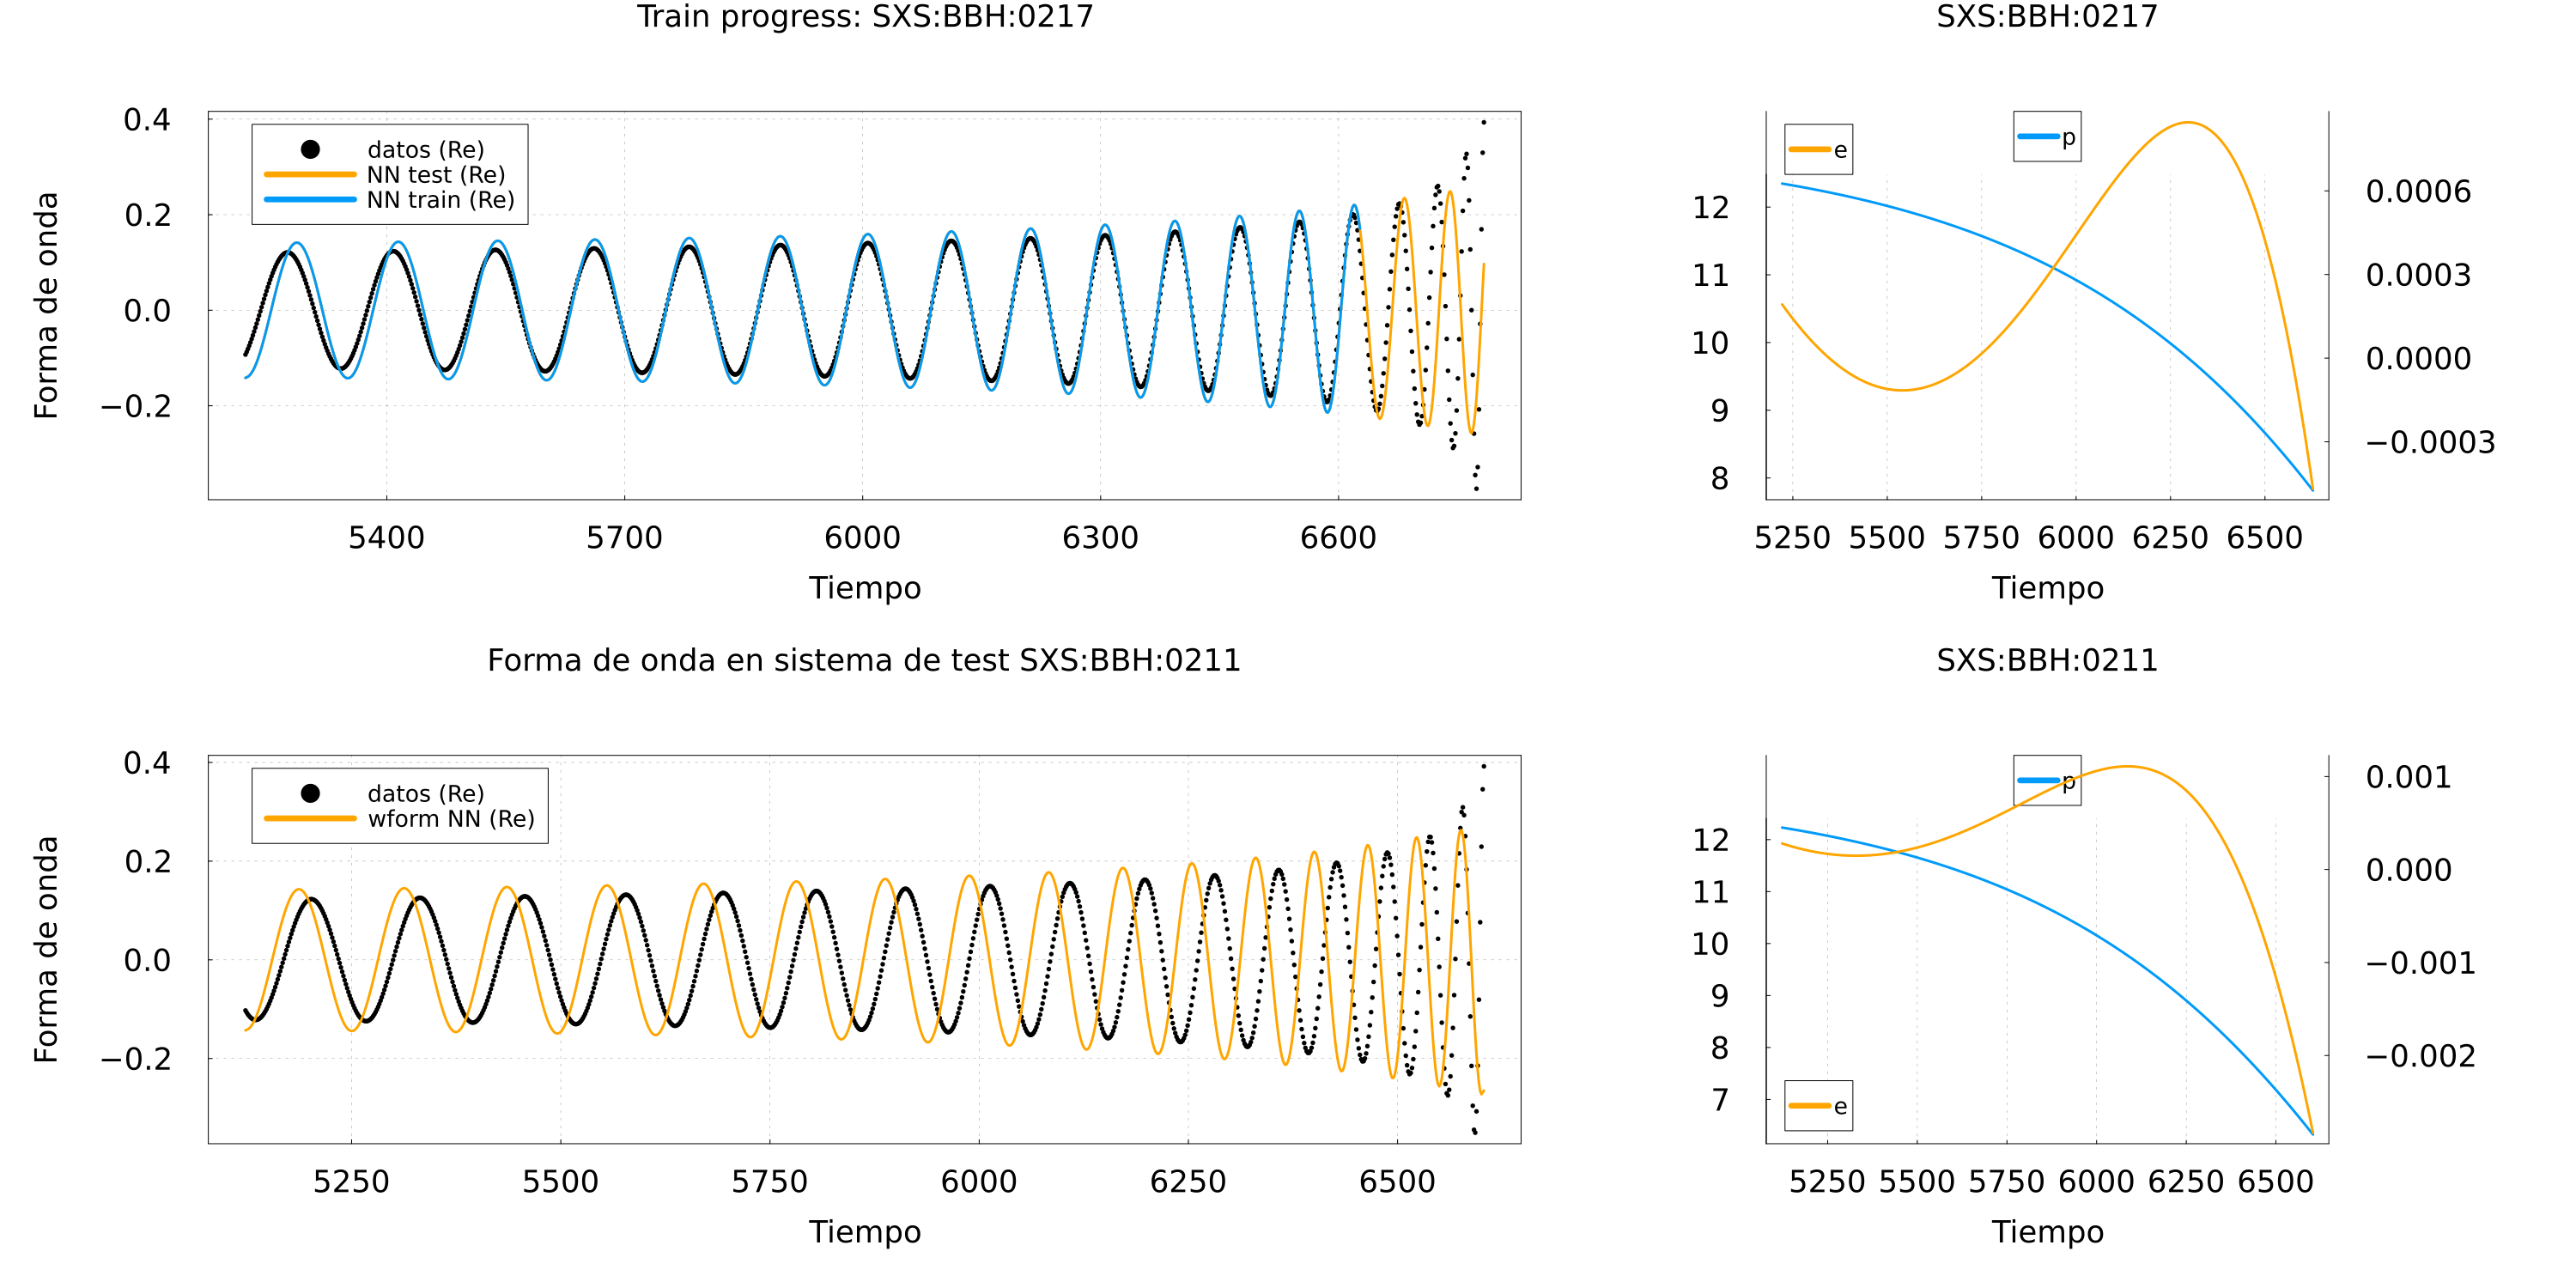 Train progress: SXS:BBH:0217
0.4
0.2
0.0
−0.2
Forma de onda
datos (Re)
NN test (Re)
NN train (Re)
5400 5700 6000 6300 6600
Tiempo
SXS:BBH:0217
e
p
12
11
10
9
8
0.0006
0.0003
0.0000
−0.0003
5250 5500 5750 6000 6250 6500
Tiempo
Forma de onda en sistema de test SXS:BBH:0211
0.4
0.2
0.0
−0.2
Forma de onda
datos (Re)
wform NN (Re)
5250 5500 5750 6000 6250 6500
Tiempo
SXS:BBH:0211
p
e
12
11
10
9
8
7
0.001
0.000
−0.001
−0.002
5250 5500 5750 6000 6250 6500
Tiempo